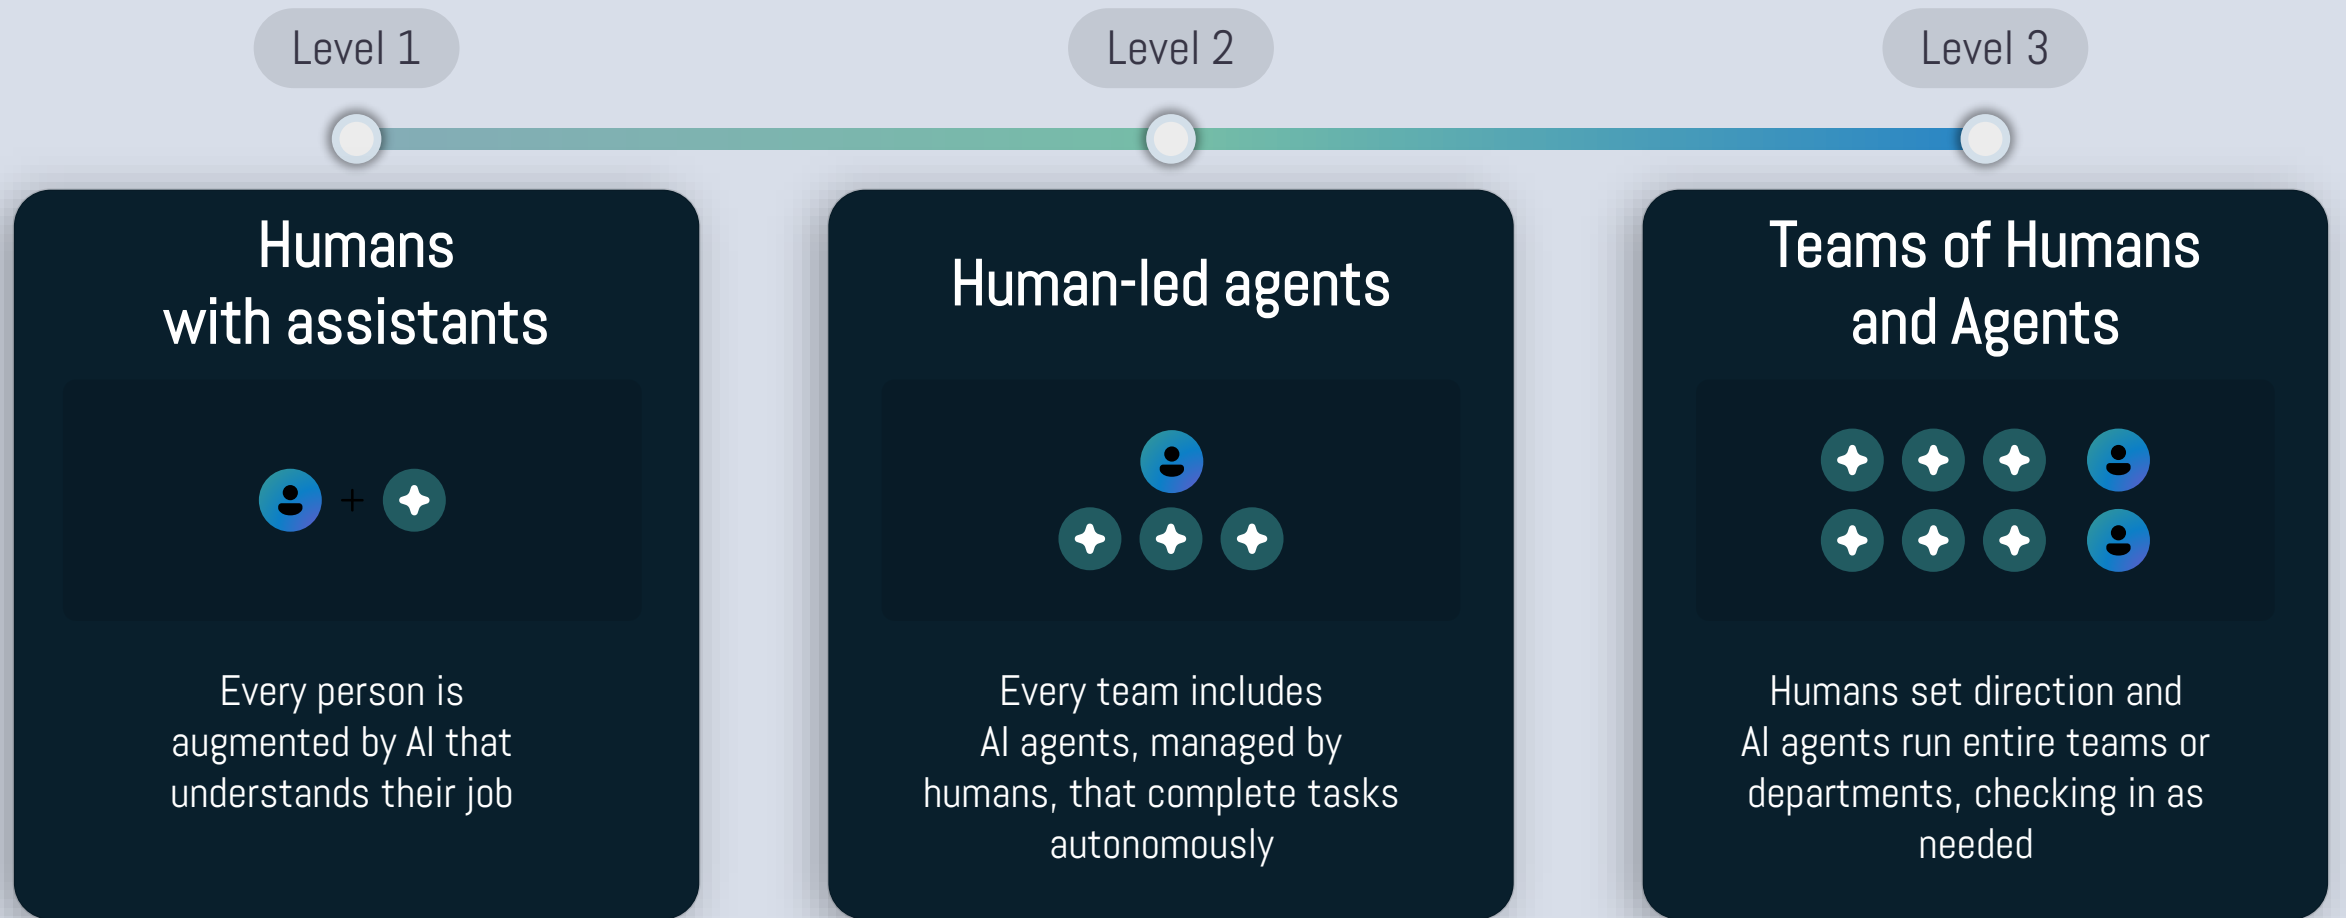 Level 1
Level 2
Level 3
Humans
with assistants
+
Every person is
augmented by AI that
understands their job
Human-led agents
Every team includes
AI agents, managed by
humans, that complete tasks
autonomously
Teams of Humans
and Agents
Humans set direction and
AI agents run entire teams or
departments, checking in as
needed